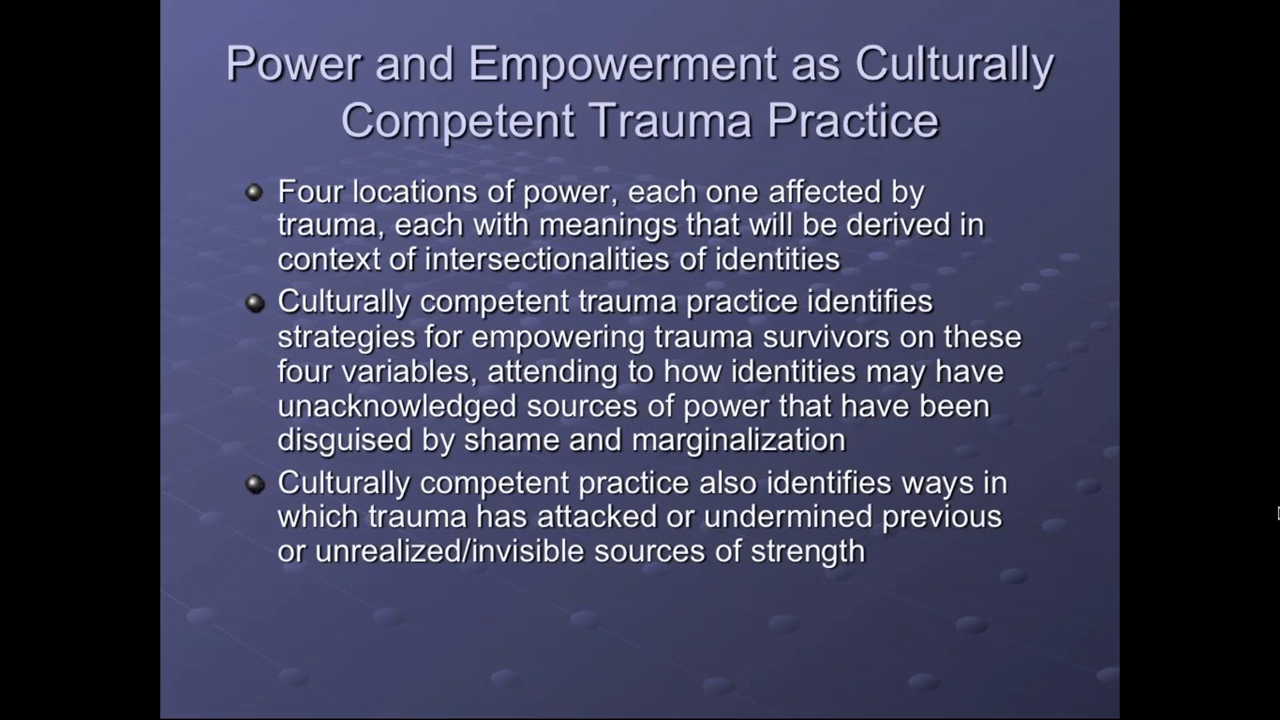 Power and Empowerment as Culturally
Competent Trauma Practice
Four locations of power, each one affected by
trauma, each with meanings that will be derived in
context of intersectionalities of identities
Culturally competent trauma practice identifies
strategies for empowering trauma survivors on these
four variables, attending to how identities may have
unacknowledged sources of power that have been
disguised by shame and marginalization
Culturally competent practice also identifies ways in
which trauma has attacked or undermined previous
or unrealized/invisible sources of strength